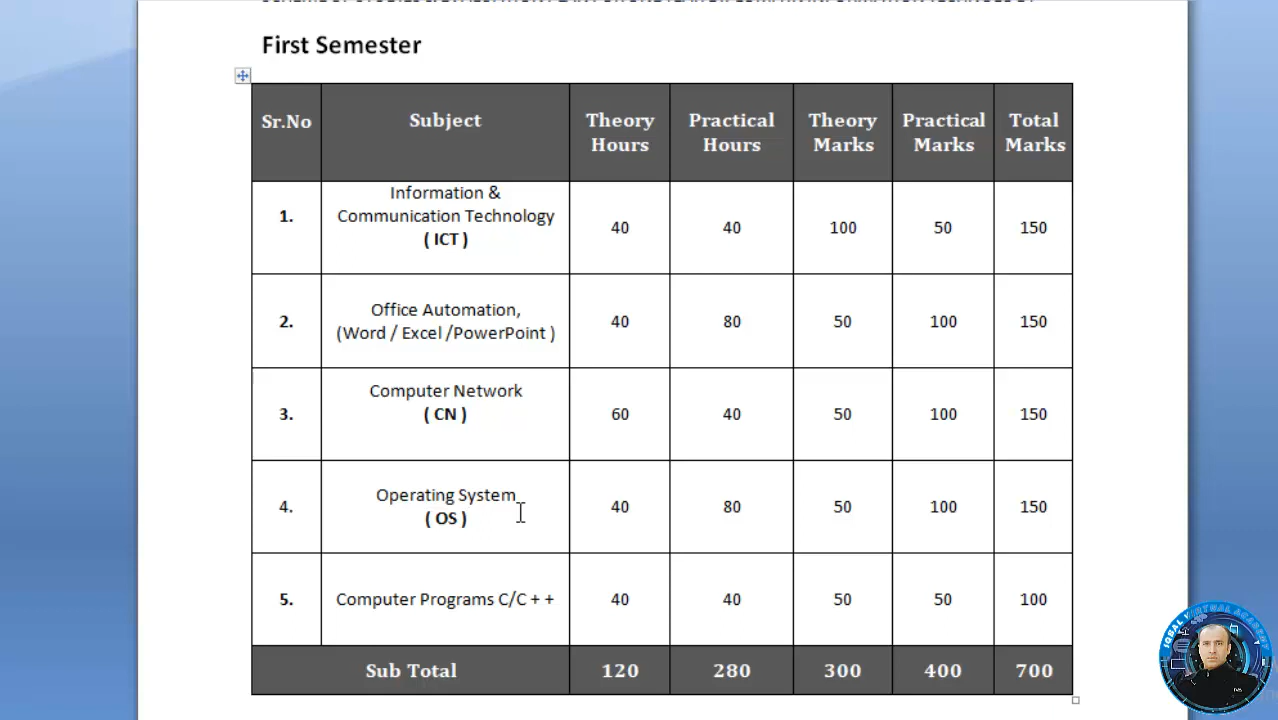 First Semester
Sr.No Subject Theory Hours Practical Hours Theory Marks Practical Marks Total Marks
1. Information & Communication Technology ( ICT ) 40 40 100 50 150
2. Office Automation, (Word / Excel /PowerPoint ) 40 80 50 100 150
3. Computer Network ( CN ) 60 40 50 100 150
4. Operating System ( OS ) 40 80 50 100 150
5. Computer Programs C/C + + 40 40 50 50 100
Sub Total 120 280 300 400 700
IQBAL VIRTUAL ACADEMY